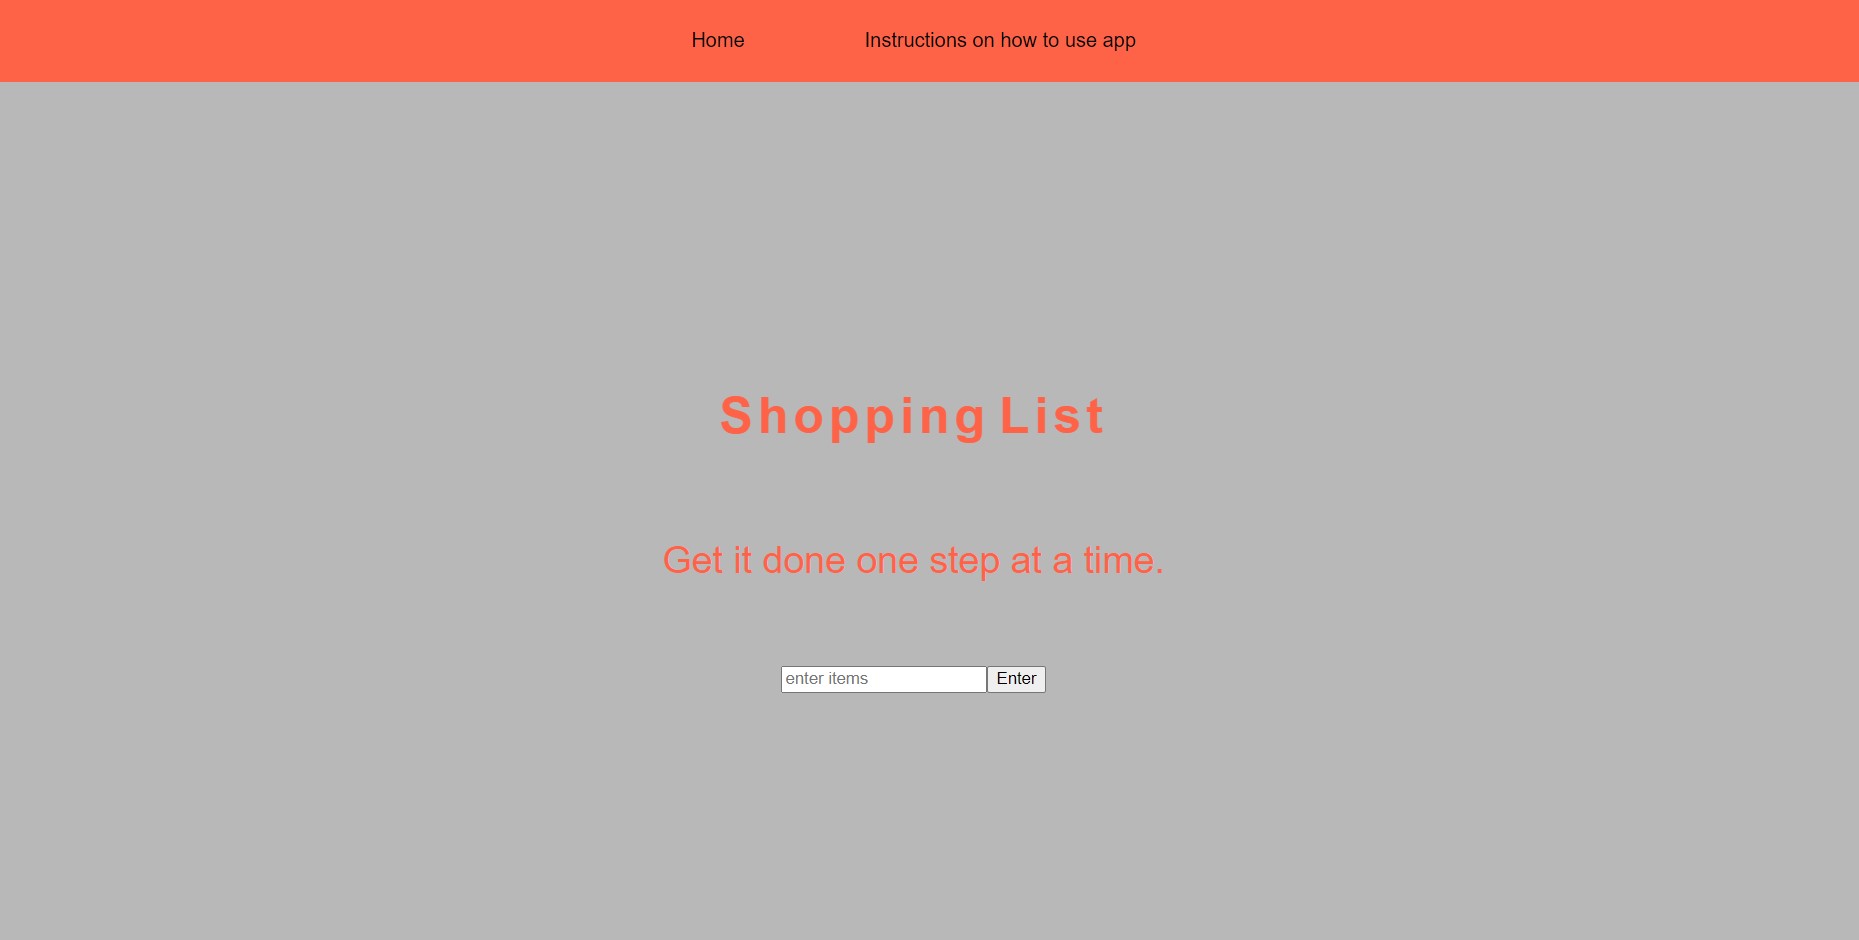 Home Instructions on how to use app
Shopping List
Get it done one step at a time.
enter items Enter